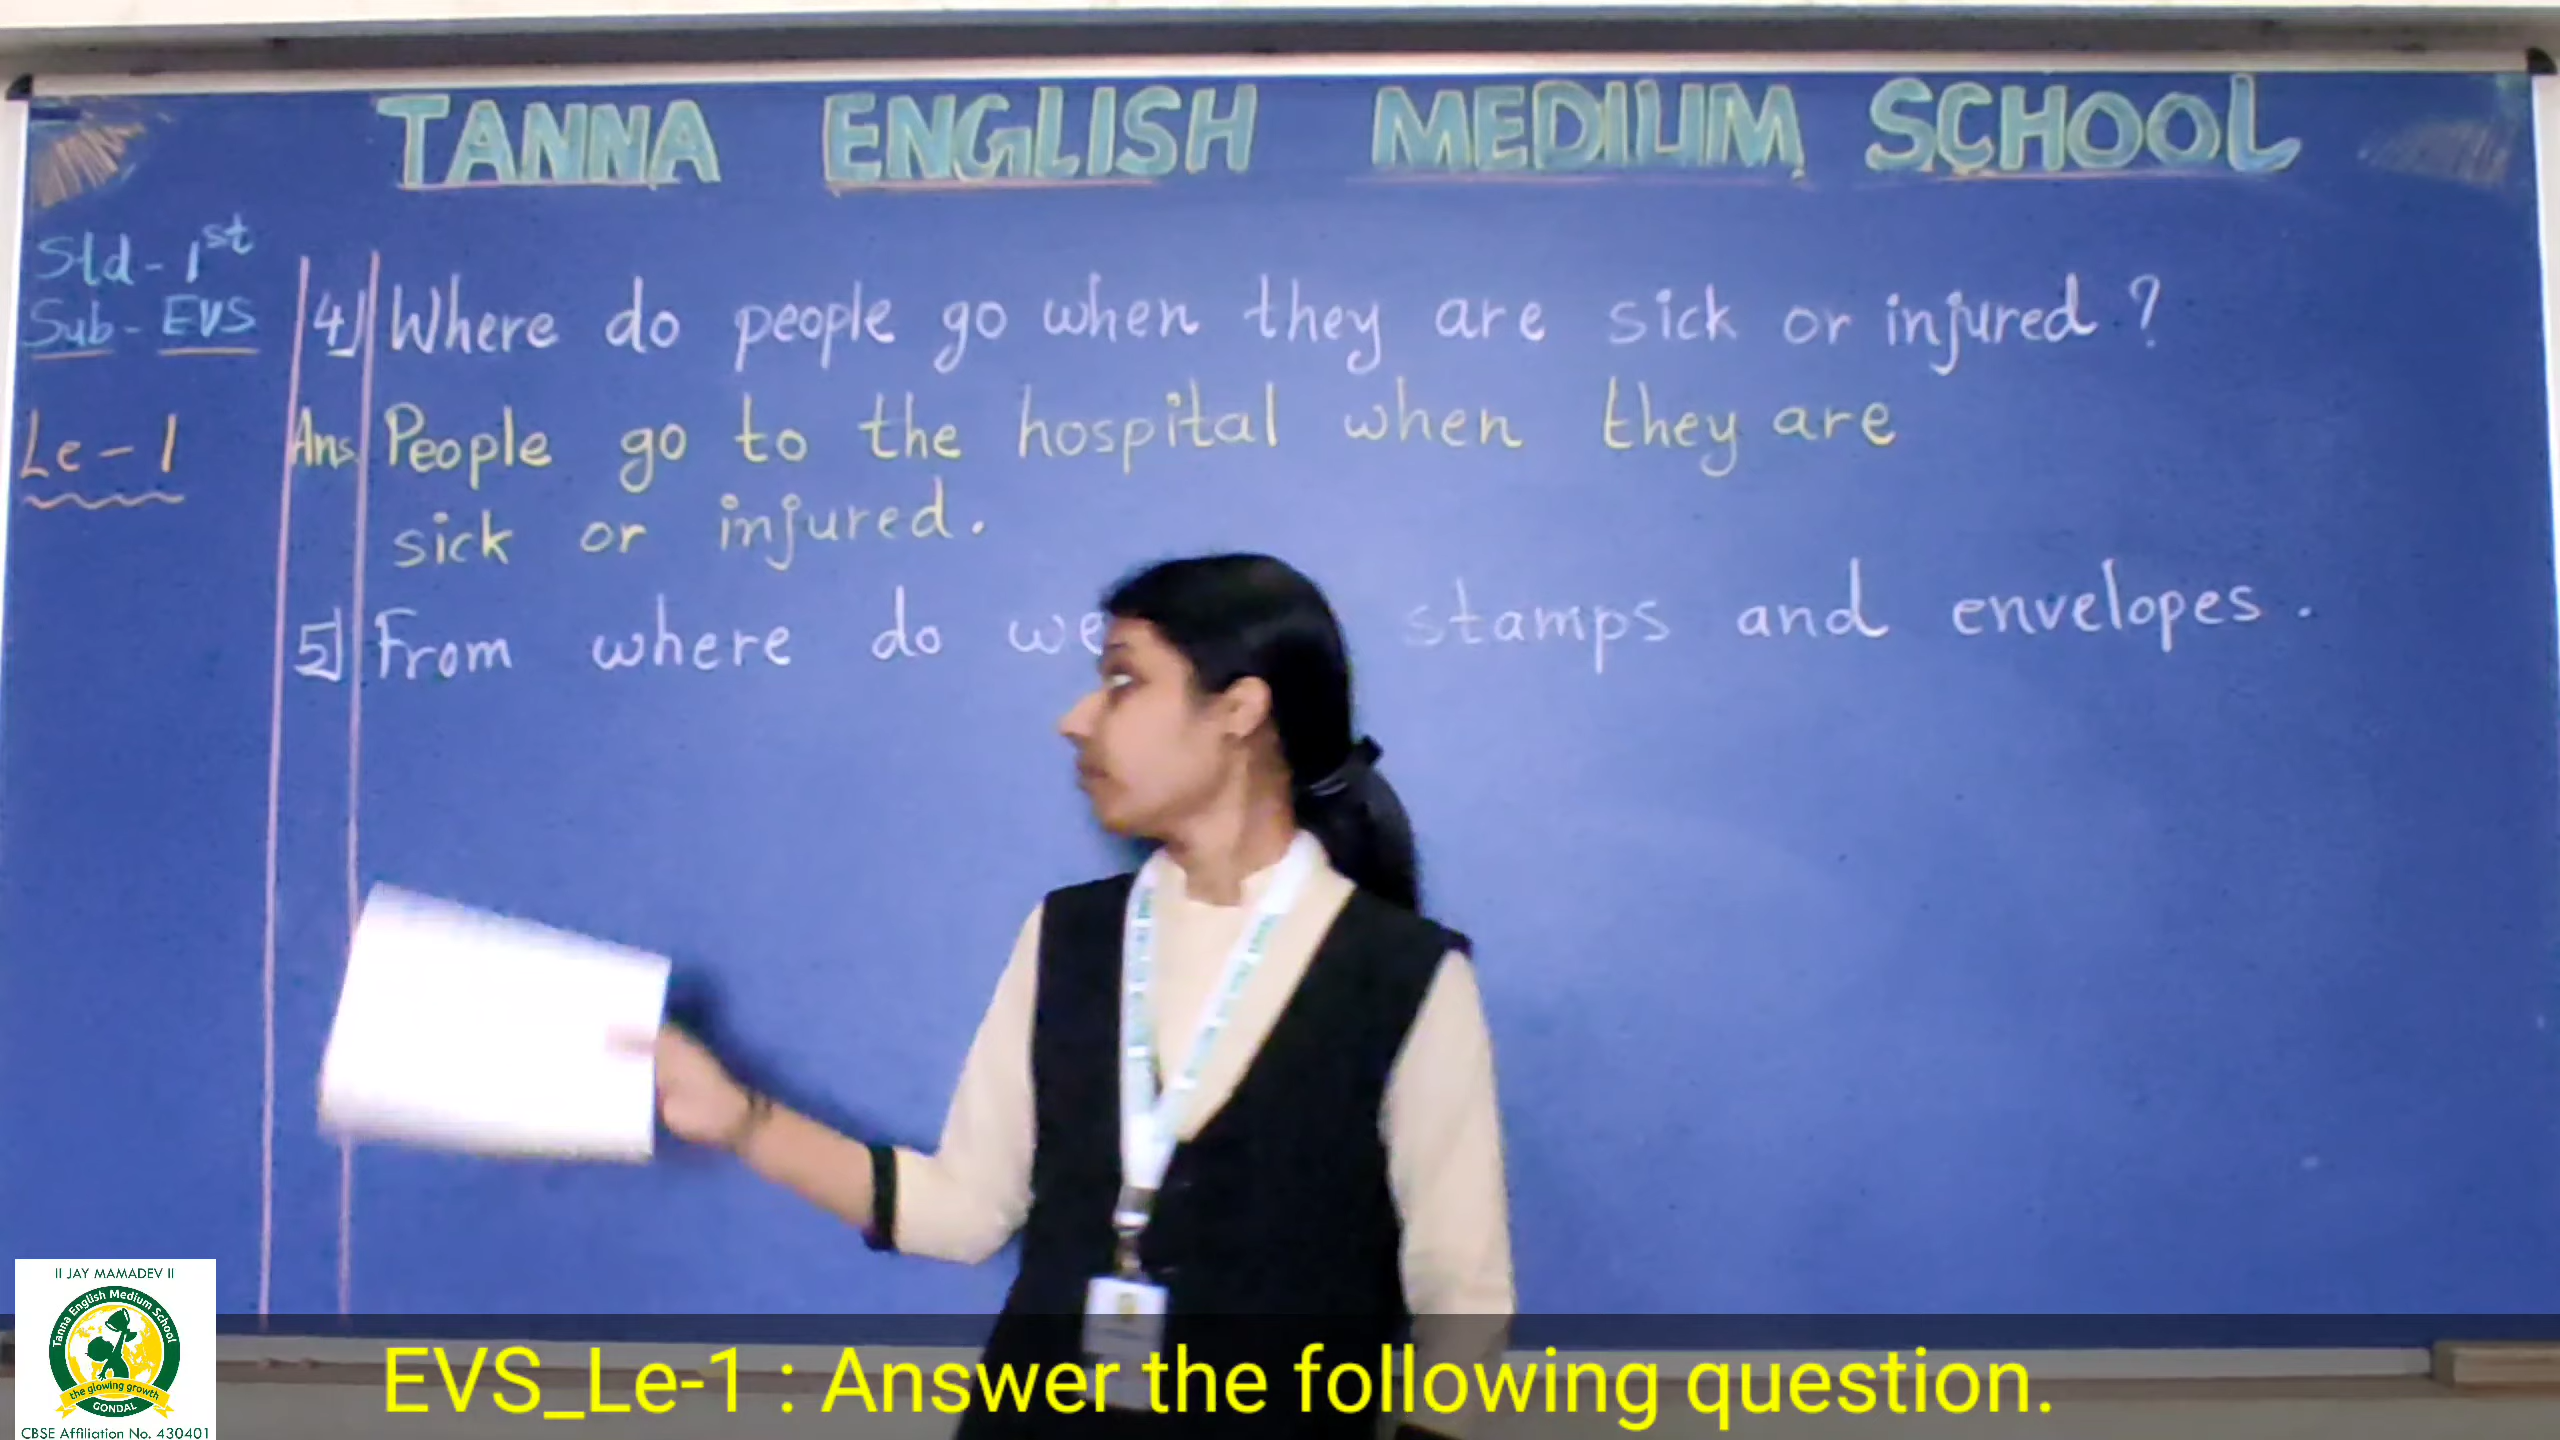 TANNA ENGLISH MEDIUM SCHOOL
Std - 1st
Sub - EVS
Le - 1
4] Where do people go when they are sick or injured ?
Ans. People go to the hospital when they are
sick or injured.
5] From where do we stamps and envelopes.
II JAY MAMADEV II
Tanna English Medium School
the glowing growth
GONDAL
CBSE Affiliation No. 430401
EVS_Le-1 : Answer the following question.